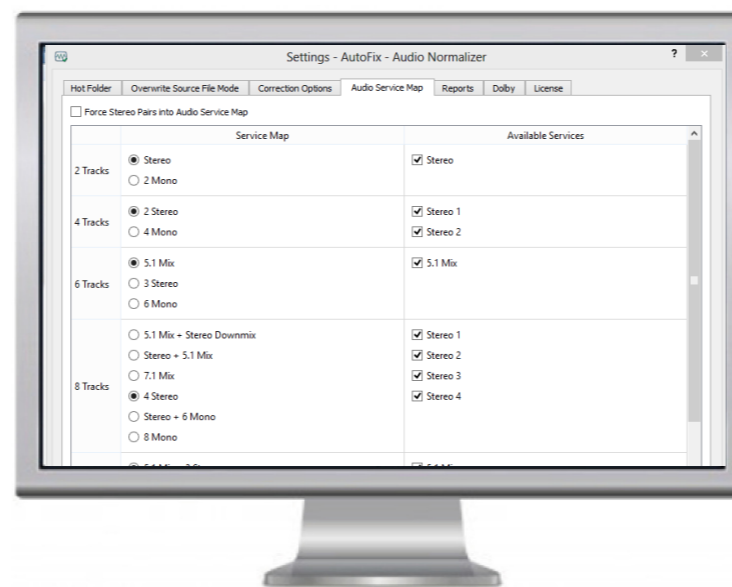 Settings - AutoFix - Audio Normalizer ? ×
Hot Folder Overwrite Source File Mode Correction Options Audio Service Map Reports Dolby License
Force Stereo Pairs into Audio Service Map
Service Map Available Services
2 Tracks
Stereo
2 Mono
Stereo
4 Tracks
2 Stereo
4 Mono
Stereo 1
Stereo 2
6 Tracks
5.1 Mix
3 Stereo
6 Mono
5.1 Mix
8 Tracks
5.1 Mix + Stereo Downmix
Stereo + 5.1 Mix
7.1 Mix
4 Stereo
Stereo + 6 Mono
8 Mono
Stereo 1
Stereo 2
Stereo 3
Stereo 4